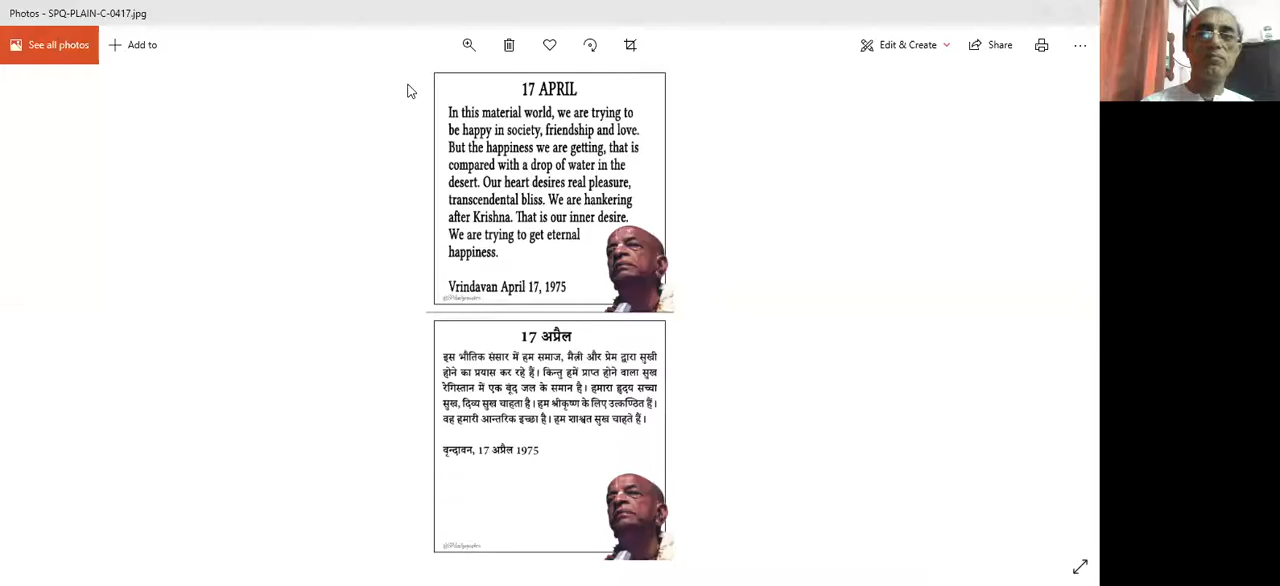 Photos - SPQ-PLAIN-C-0417.jpg
See all photos
Add to
Edit & Create
Share
17 APRIL
In this material world, we are trying to
be happy in society, friendship and love.
But the happiness we are getting, that is
compared with a drop of water in the
desert. Our heart desires real pleasure,
transcendental bliss. We are hankering
after Krishna. That is our inner desire.
We are trying to get eternal
happiness.
Vrindavan April 17, 1975
17 अप्रैल
इस भौतिक संसार में हम समाज, मैत्री और प्रेम द्वारा सुखी
होने का प्रयास कर रहे हैं। किन्तु हमें प्राप्त होने वाला सुख
रेगिस्तान में एक बूंद जल के समान है। हमारा हृदय सच्चा
सुख, दिव्य सुख चाहता है। हम श्रीकृष्ण के लिए उत्कण्ठित हैं।
वह हमारी आन्तरिक इच्छा है। हम शाश्वत सुख चाहते हैं।
वृन्दावन, 17 अप्रैल 1975